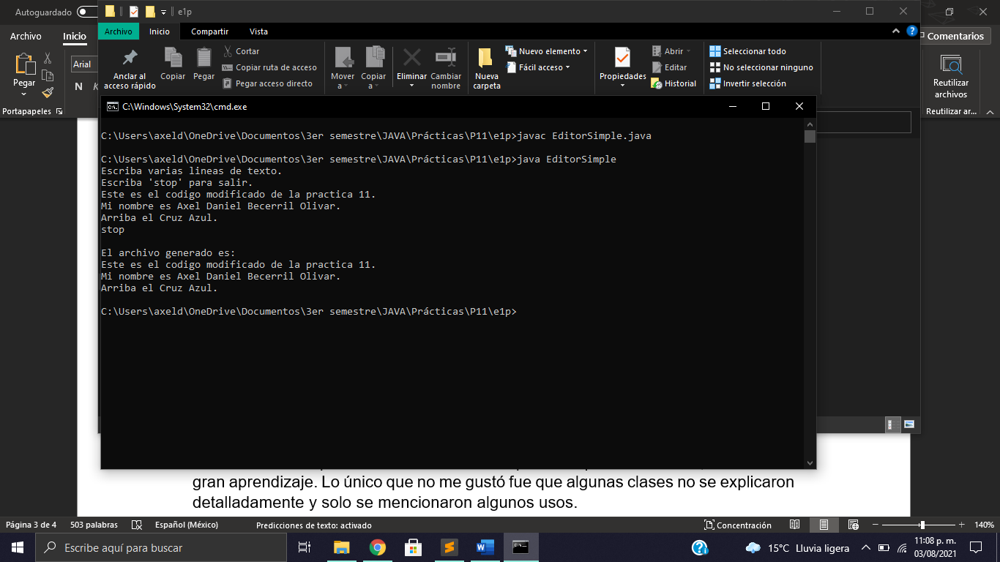 Autoguardado
e1p
Archivo Inicio
Archivo Inicio Compartir Vista
Comentarios
Arial
N K
Pegar
Portapapeles
Anclar al
acceso rápido
Copiar
Pegar
Cortar
Copiar ruta de acceso
Pegar acceso directo
Mover
a
Copiar
a
Eliminar
Cambiar
nombre
Nueva
carpeta
Nuevo elemento
Fácil acceso
Propiedades
Abrir
Editar
Historial
Seleccionar todo
No seleccionar ninguno
Invertir selección
Reutilizar
archivos
Reutilizar ar...
C:\Windows\System32\cmd.exe
C:\Users\axeld\OneDrive\Documentos\3er semestre\JAVA\Prácticas\P11\e1p>javac EditorSimple.java
C:\Users\axeld\OneDrive\Documentos\3er semestre\JAVA\Prácticas\P11\e1p>java EditorSimple
Escriba varias lineas de texto.
Escriba 'stop' para salir.
Este es el codigo modificado de la practica 11.
Mi nombre es Axel Daniel Becerril Olivar.
Arriba el Cruz Azul.
stop
El archivo generado es:
Este es el codigo modificado de la practica 11.
Mi nombre es Axel Daniel Becerril Olivar.
Arriba el Cruz Azul.
C:\Users\axeld\OneDrive\Documentos\3er semestre\JAVA\Prácticas\P11\e1p>
gran aprendizaje. Lo único que no me gustó fue que algunas clases no se explicaron
detalladamente y solo se mencionaron algunos usos.
Página 3 de 4 503 palabras Español (México) Predicciones de texto: activado Concentración 140%
Escribe aquí para buscar
15°C Lluvia ligera
11:08 p. m.
03/08/2021